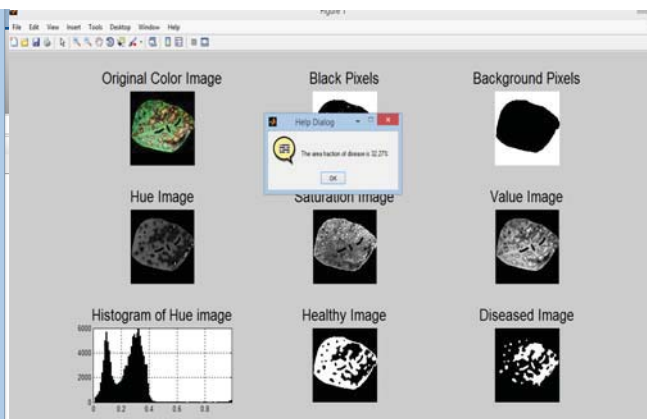 Figure 1
File Edit View Insert Tools Desktop Window Help
Original Color Image
Black Pixels
Background Pixels
Help Dialog
The area fraction of disease is 32.27%
OK
Hue Image
Saturation Image
Value Image
Histogram of Hue image
Healthy Image
Diseased Image
6000
4000
2000
0
0 0.2 0.4 0.6 0.8